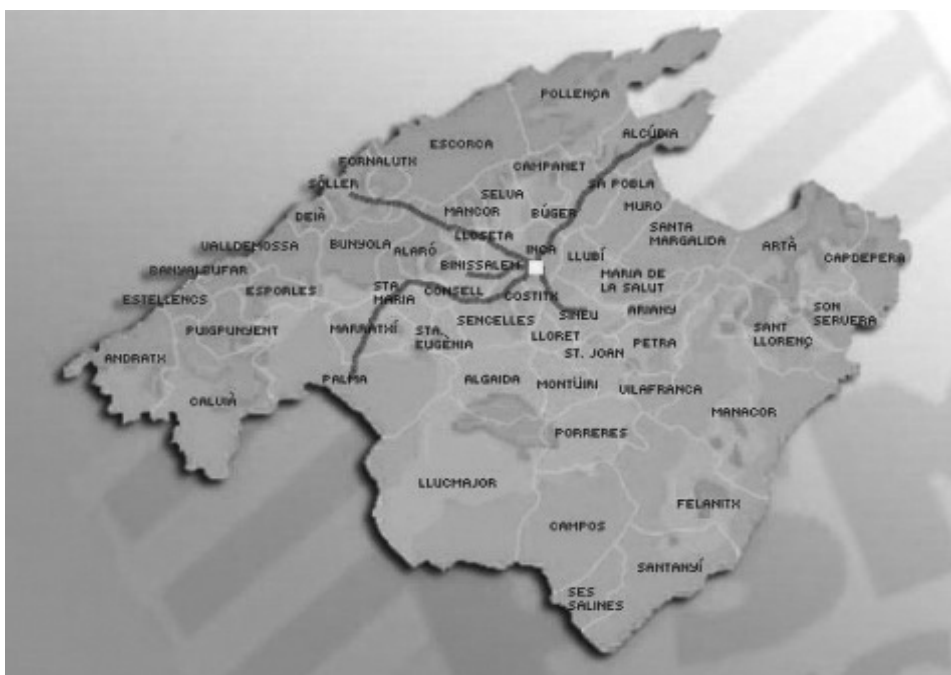 POLLENÇA
ALCÚDIA
ESCORCA
FORNALUTX
CAMPANET
SÓLLER
SA POBLA
SELVA
MURO
MANCOR
BÚGER
DEIÀ
SANTA
MARGALIDA
LLOSETA
VALLDEMOSSA
BUNYOLA
ALARÓ
INCA
LLUBÍ
ARTÀ
CAPDEPERA
BANYALBUFAR
BINISSALEM
MARIA DE
LA SALUT
ESTELLENCS
ESPORLES
STA.
MARIA
CONSELL
COSTITX
ARIANY
SON
SERVERA
PUIGPUNYENT
MARRATXÍ
STA.
EUGÈNIA
SENCELLES
SINEU
LLORET
SANT
LLORENÇ
PETRA
ST. JOAN
ANDRATX
PALMA
ALGAIDA
MONTÜIRI
VILAFRANCA
CALVIÀ
MANACOR
PORRERES
LLUCMAJOR
FELANITX
CAMPOS
SANTANYÍ
SES
SALINES